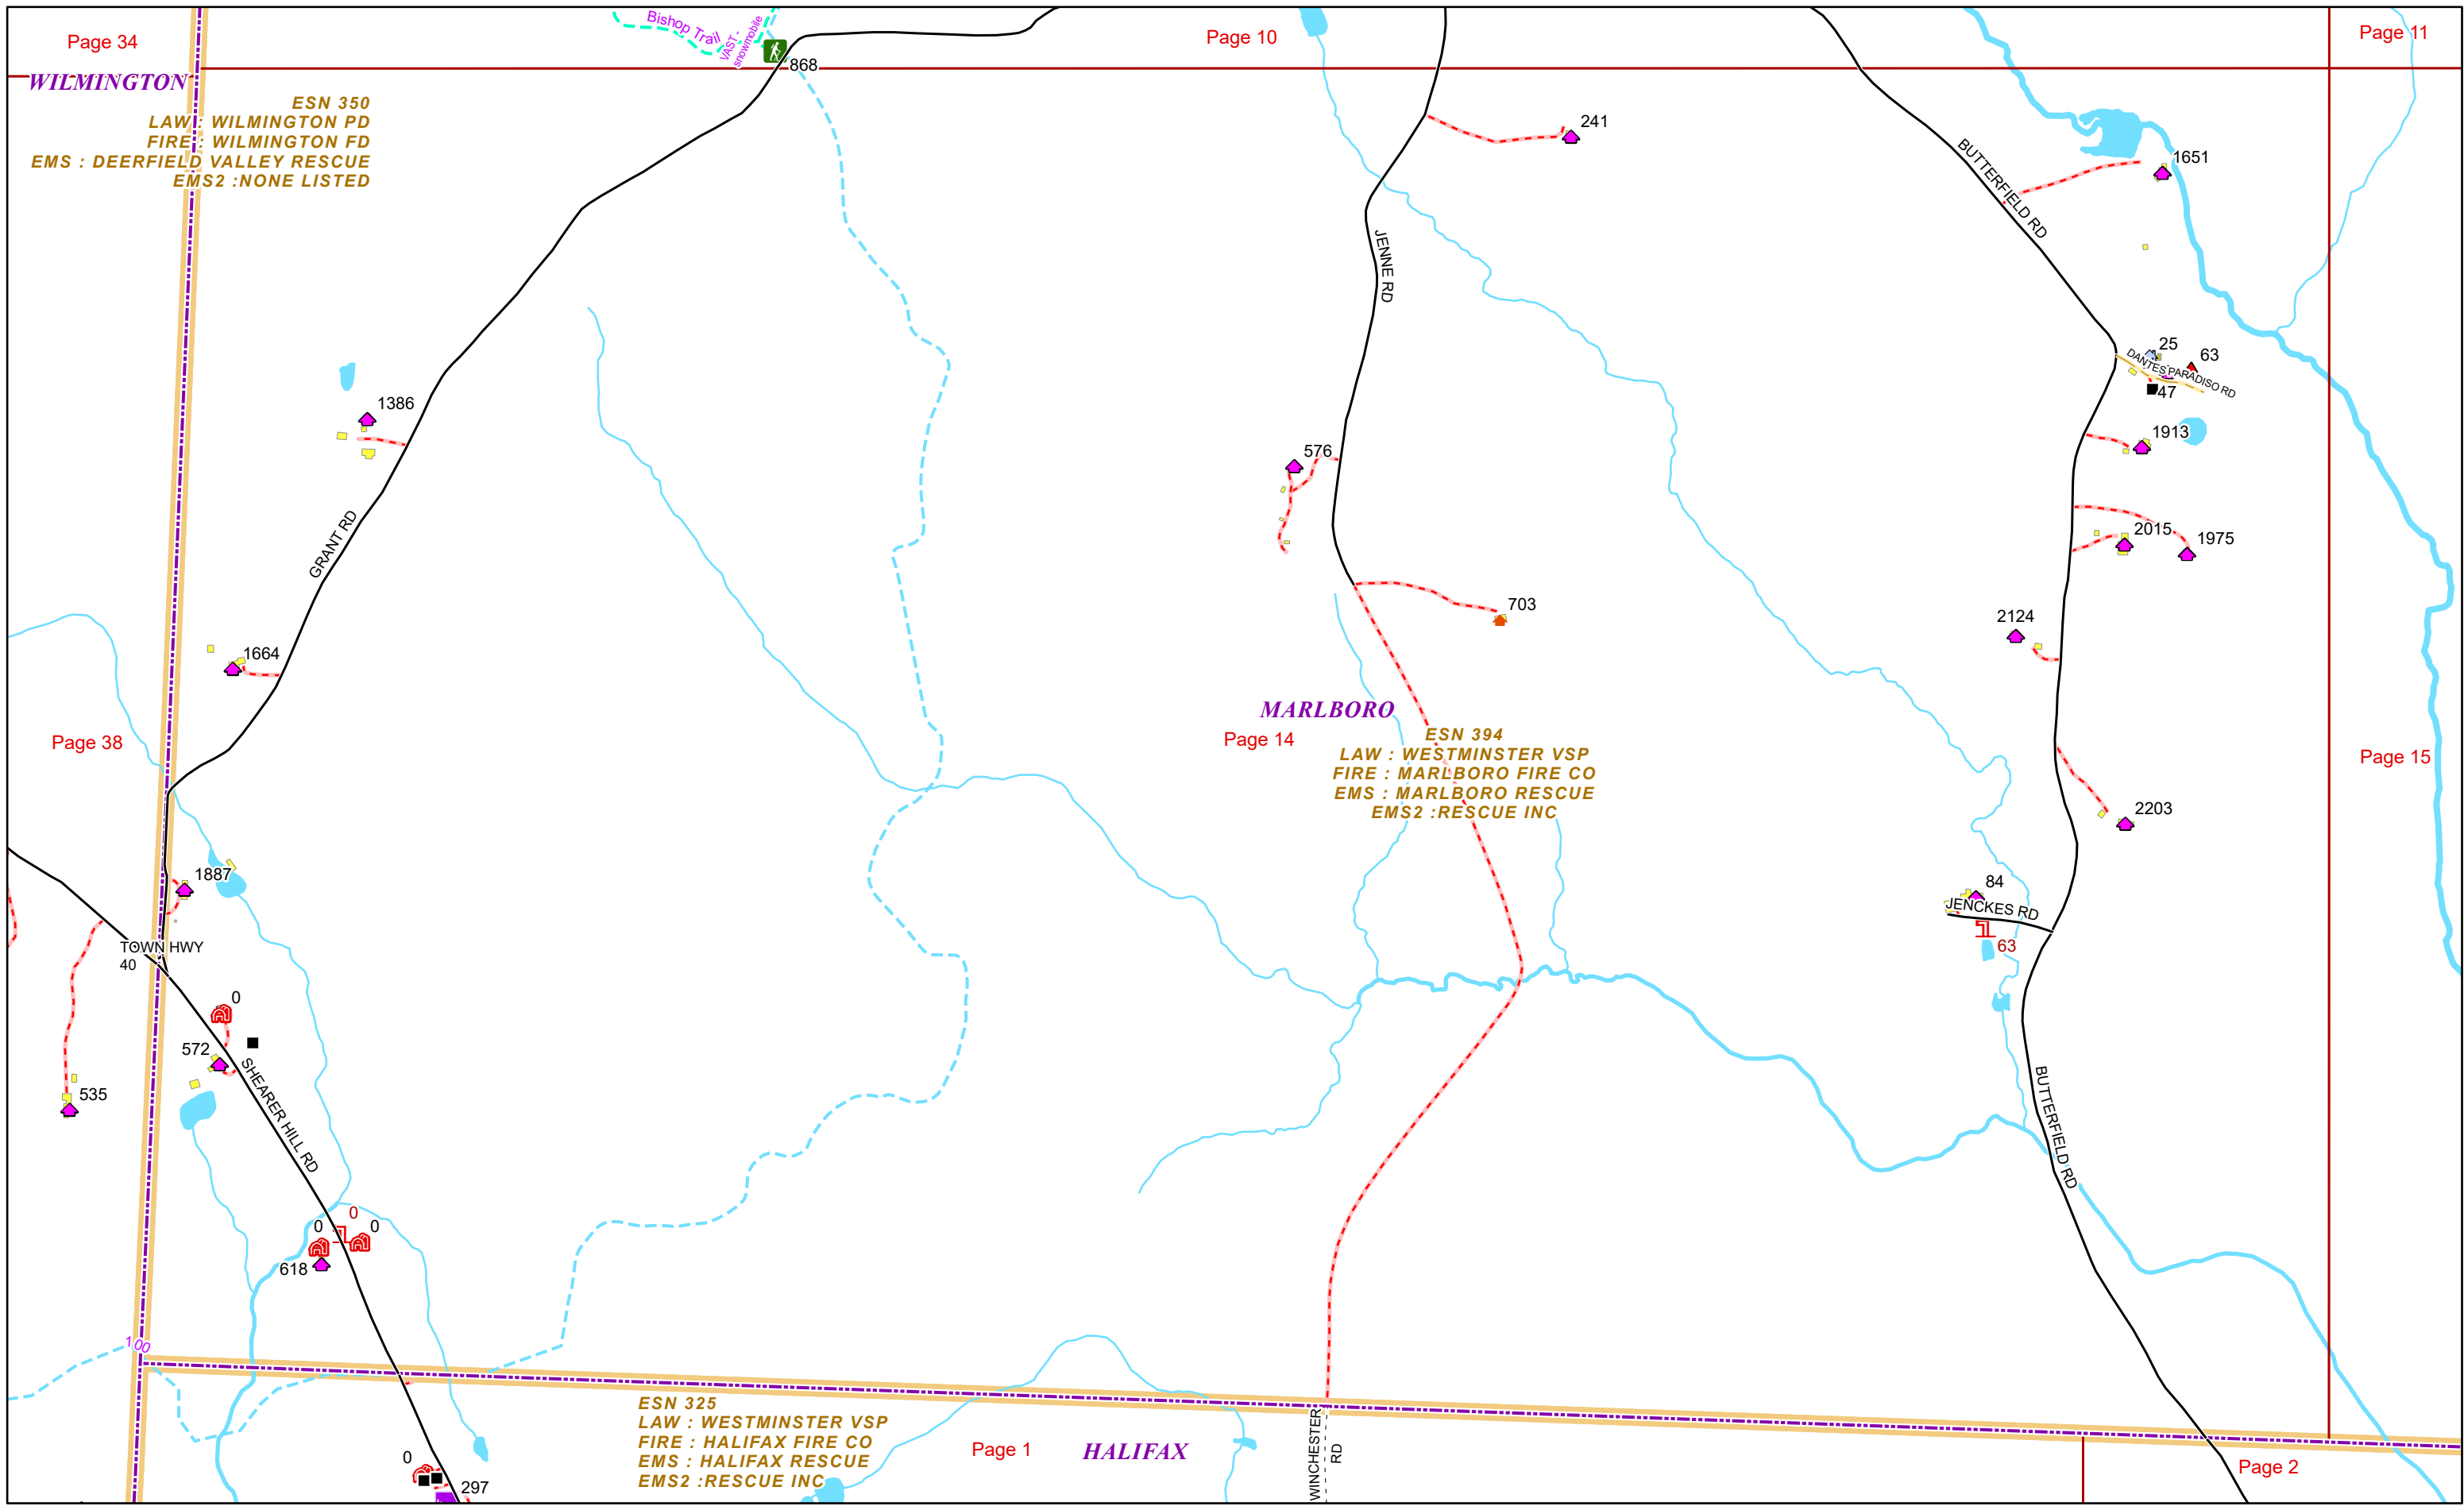 Page 34
Bishop Trail
VAST -
snowmobile
Page 10
Page 11
WILMINGTON
868
ESN 350
LAW : WILMINGTON PD
FIRE : WILMINGTON FD
EMS : DEERFIELD VALLEY RESCUE
EMS2 :NONE LISTED
241
BUTTERFIELD RD
1651
JENNE RD
25
63
DANTES PARADISO RD
47
1386
1913
576
GRANT RD
2015
1975
703
2124
1664
MARLBORO
Page 14
Page 38
Page 15
ESN 394
LAW : WESTMINSTER VSP
FIRE : MARLBORO FIRE CO
EMS : MARLBORO RESCUE
EMS2 :RESCUE INC
2203
1887
84
JENCKES RD
63
TOWN HWY
40
0
572
SHEARER HILL RD
535
BUTTERFIELD RD
0
0
0
618
100
ESN 325
LAW : WESTMINSTER VSP
FIRE : HALIFAX FIRE CO
EMS : HALIFAX RESCUE
EMS2 :RESCUE INC
Page 1
HALIFAX
WINCHESTER
RD
0
297
Page 2